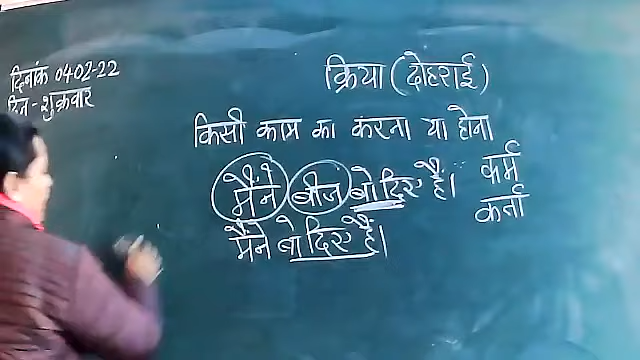 दिनांक 04-02-22
दिन - शुक्रवार
क्रिया (दोहराई)
किसी काम का करना या होना
मैंने बीज बो दिए हैं।
कर्म
कर्ता
मैंने बो दिए हैं।